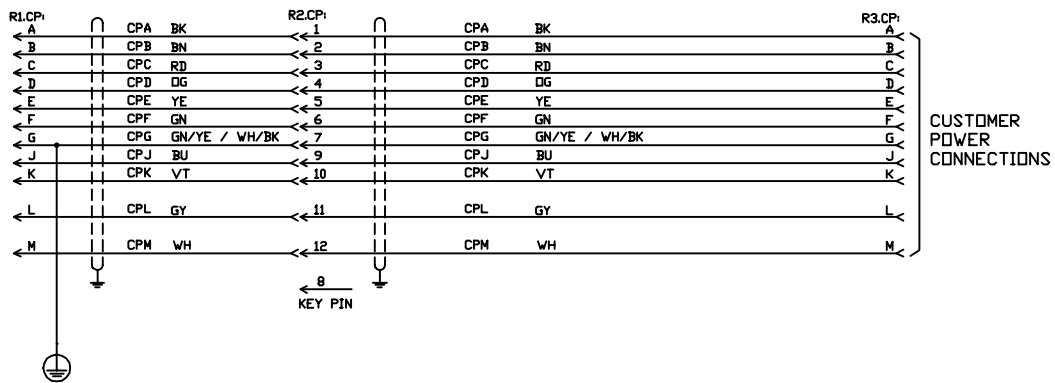 R1.CP: R2.CP: R3.CP:
A CPA BK 1 CPA BK A
B CPB BN 2 CPB BN B
C CPC RD 3 CPC RD C
D CPD OG 4 CPD OG D
E CPE YE 5 CPE YE E
F CPF GN 6 CPF GN F
G CPG GN/YE / WH/BK 7 CPG GN/YE / WH/BK G
J CPJ BU 9 CPJ BU J
K CPK VT 10 CPK VT K
L CPL GY 11 CPL GY L
M CPM WH 12 CPM WH M
8
KEY PIN
CUSTOMER
POWER
CONNECTIONS